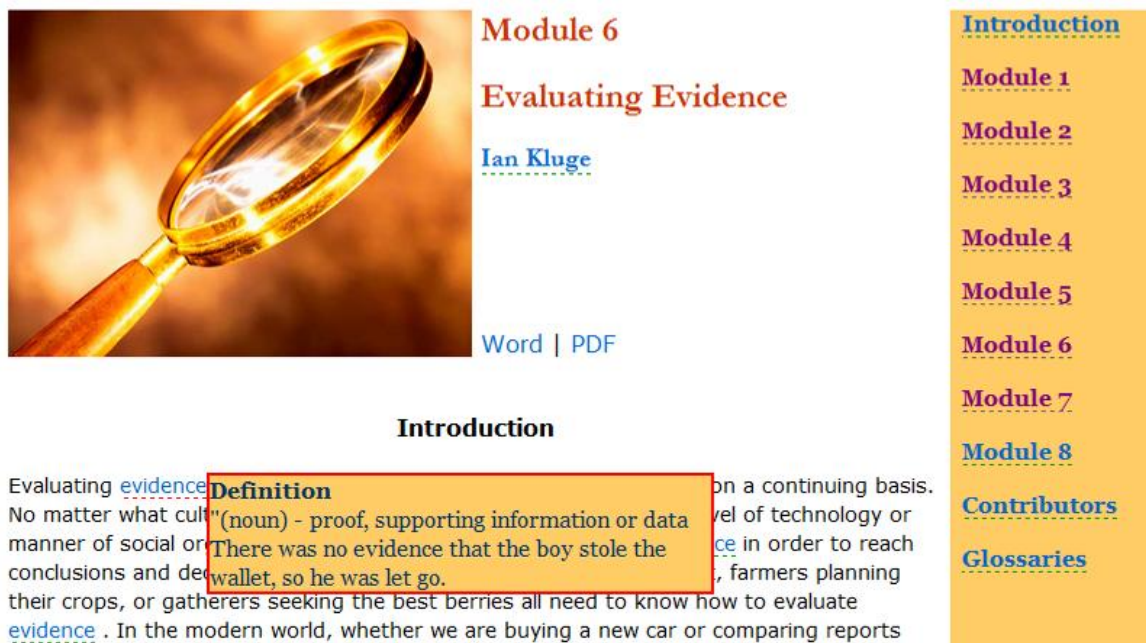 Module 6
Evaluating Evidence
Ian Kluge
Word | PDF
Introduction
Evaluating evidence on a continuing basis.
No matter what cult vel of technology or
manner of social or ce in order to reach
conclusions and dec , farmers planning
their crops, or gatherers seeking the best berries all need to know how to evaluate
evidence . In the modern world, whether we are buying a new car or comparing reports
Definition
"(noun) - proof, supporting information or data
There was no evidence that the boy stole the
wallet, so he was let go.
Introduction
Module 1
Module 2
Module 3
Module 4
Module 5
Module 6
Module 7
Module 8
Contributors
Glossaries